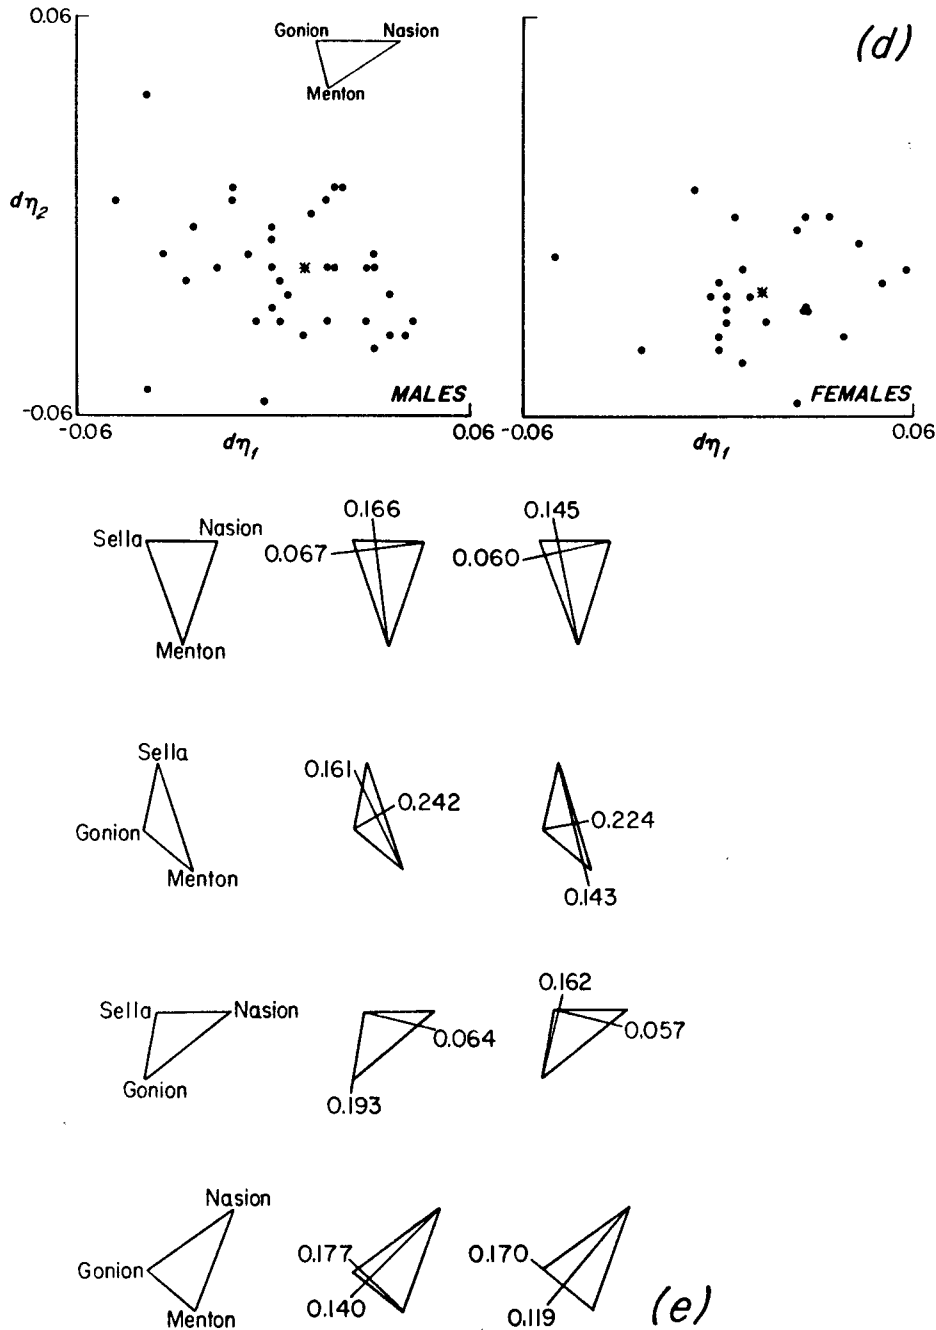 0.06
Gonion Nasion
Menton
(d)
dη₂
-0.06
MALES
FEMALES
-0.06 0.06 -0.06 0.06
dη₁ dη₁
0.166 0.145
Sella Nasion
0.067 0.060
Menton
Sella
0.161
0.242 0.224
Gonion
Menton
0.143
0.162
Sella Nasion
0.064 0.057
Gonion
0.193
Nasion
0.177 0.170
Gonion
0.140 0.119
Menton
(e)